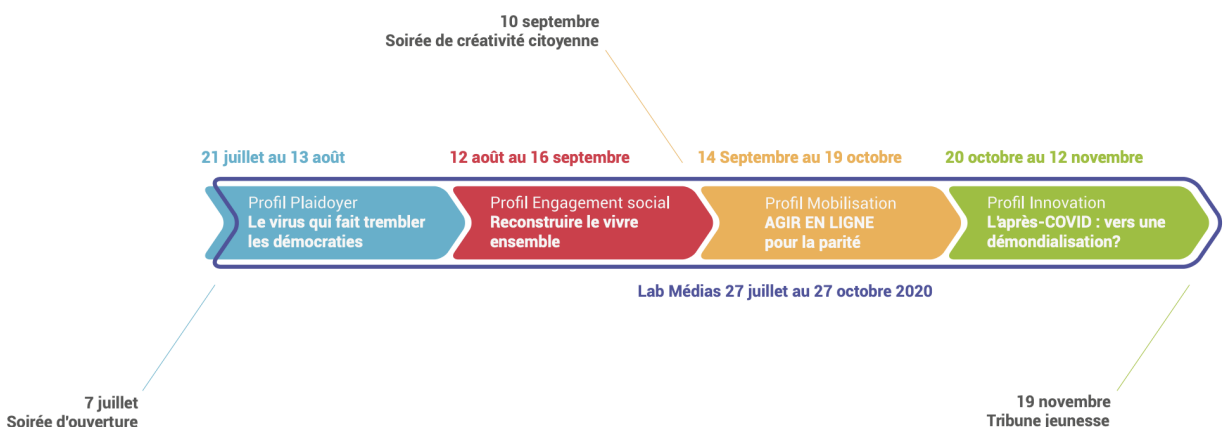 10 septembre
Soirée de créativité citoyenne
21 juillet au 13 août
12 août au 16 septembre
14 Septembre au 19 octobre
20 octobre au 12 novembre
Profil Plaidoyer
Le virus qui fait trembler
les démocraties
Profil Engagement social
Reconstruire le vivre
ensemble
Profil Mobilisation
AGIR EN LIGNE
pour la parité
Profil Innovation
L'après-COVID : vers une
démondialisation?
Lab Médias 27 juillet au 27 octobre 2020
7 juillet
Soirée d'ouverture
19 novembre
Tribune jeunesse